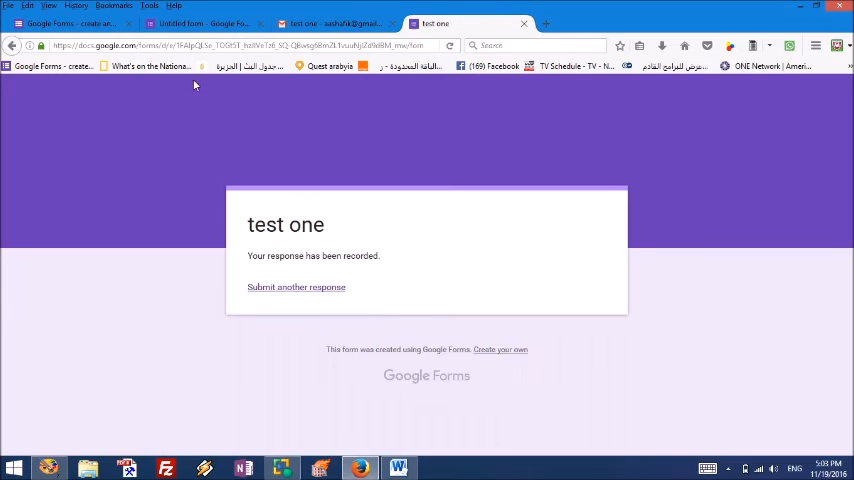 File Edit View History Bookmarks Tools Help
Google Forms - create an... Untitled form - Google Fo... test one - aashafik@gmail... test one
Search
Google Forms - create... What's on the Nationa... جدول البث | الجزيرة... Quest arabyia الباقة المحدودة - ر... (169) Facebook TV Schedule - TV - N... عرض للبرامج القادم... ONE Network | Ameri...
test one
Your response has been recorded.
Submit another response
This form was created using Google Forms. Create your own
Google Forms
ENG
5:03 PM
11/19/2016